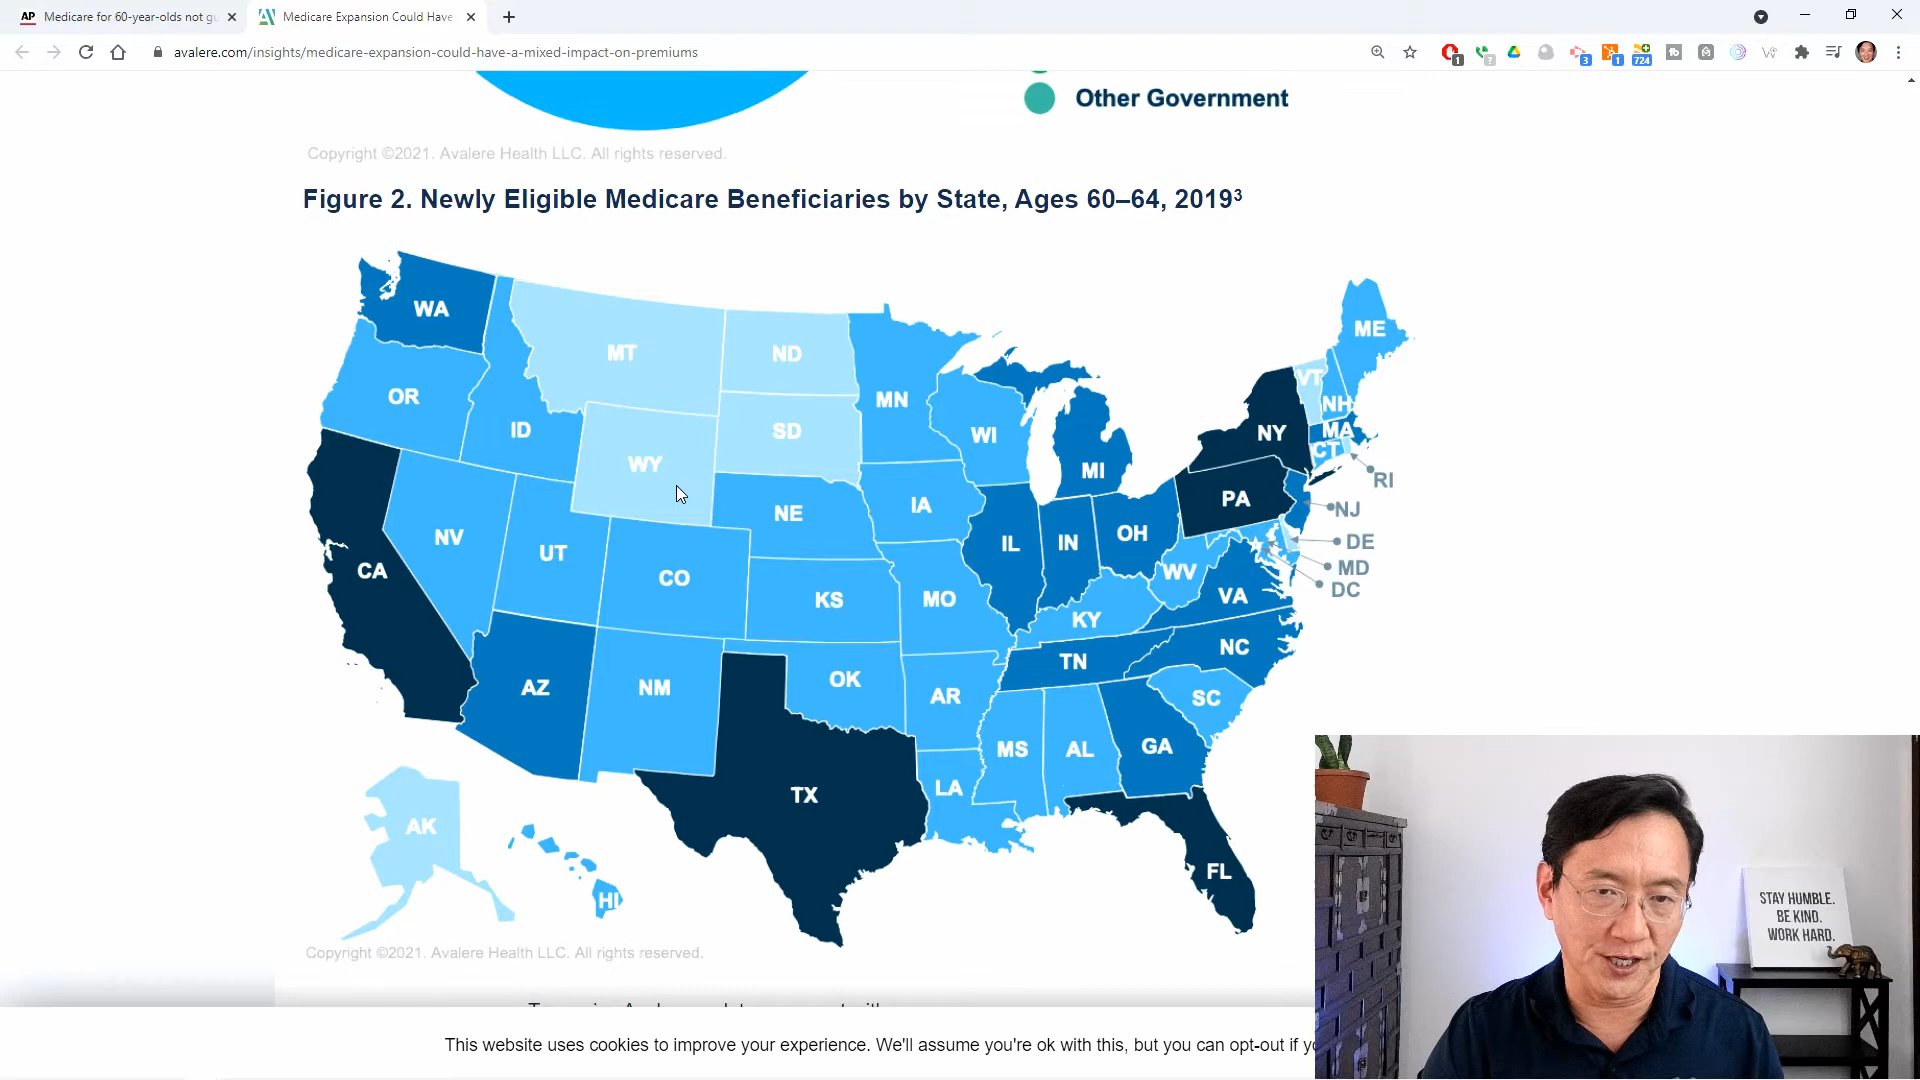 AP Medicare for 60-year-olds not gu
Medicare Expansion Could Have
avalere.com/insights/medicare-expansion-could-have-a-mixed-impact-on-premiums
1
?
3
1
724
Other Government
Copyright ©2021. Avalere Health LLC. All rights reserved.
Figure 2. Newly Eligible Medicare Beneficiaries by State, Ages 60–64, 2019³
WA
MT
ND
ME
OR
ID
MN
VT
NH
SD
WI
NY
MA
CT
WY
MI
RI
NE
IA
PA
NJ
NV
UT
IL
IN
OH
DE
CA
CO
KS
MO
WV
MD
DC
VA
KY
NC
TN
AZ
NM
OK
AR
SC
MS
AL
GA
TX
LA
AK
FL
HI
Copyright ©2021. Avalere Health LLC. All rights reserved.
STAY HUMBLE.
BE KIND.
WORK HARD.
This website uses cookies to improve your experience. We'll assume you're ok with this, but you can opt-out if yo